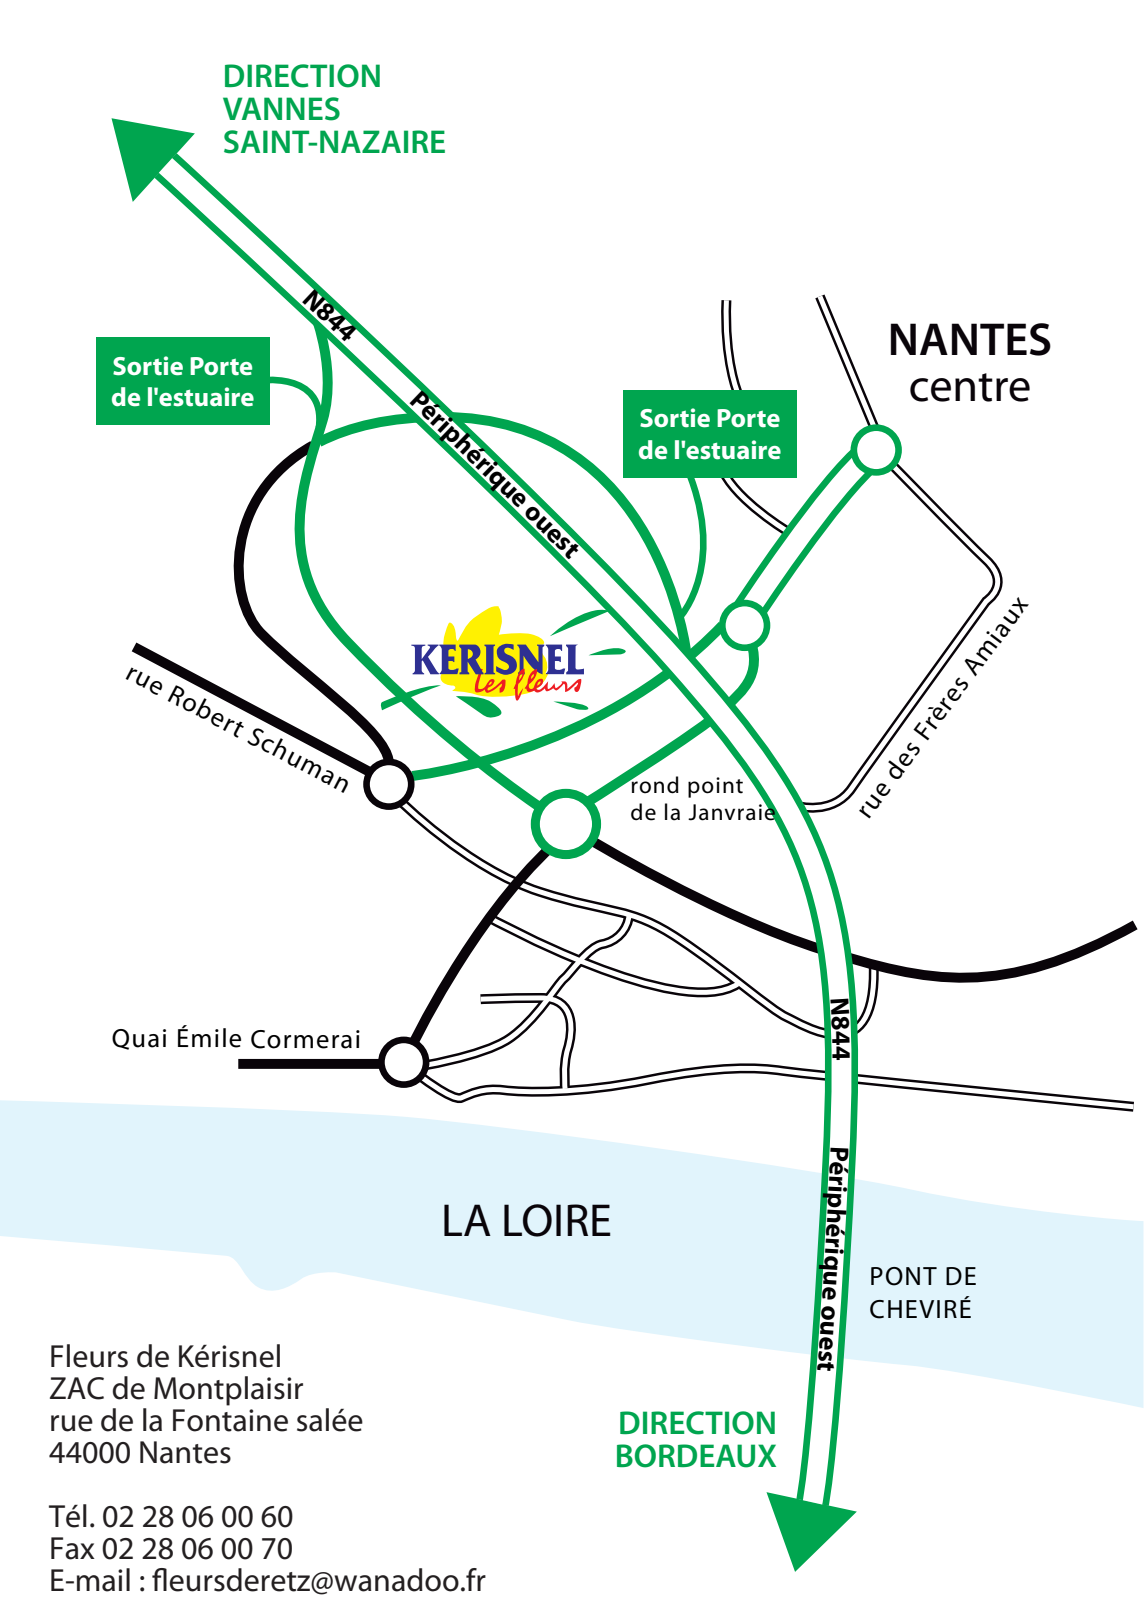 DIRECTION
VANNES
SAINT-NAZAIRE
N844
NANTES
centre
Sortie Porte
de l'estuaire
Sortie Porte
de l'estuaire
Périphérique ouest
KERISNEL
Les fleurs
rue Robert Schuman
rue des Frères Amiaux
rond point
de la Janvraie
N844
Quai Émile Cormerai
Périphérique ouest
LA LOIRE
PONT DE
CHEVIRÉ
Fleurs de Kérisnel
ZAC de Montplaisir
rue de la Fontaine salée
44000 Nantes
DIRECTION
BORDEAUX
Tél. 02 28 06 00 60
Fax 02 28 06 00 70
E-mail : fleursderetz@wanadoo.fr